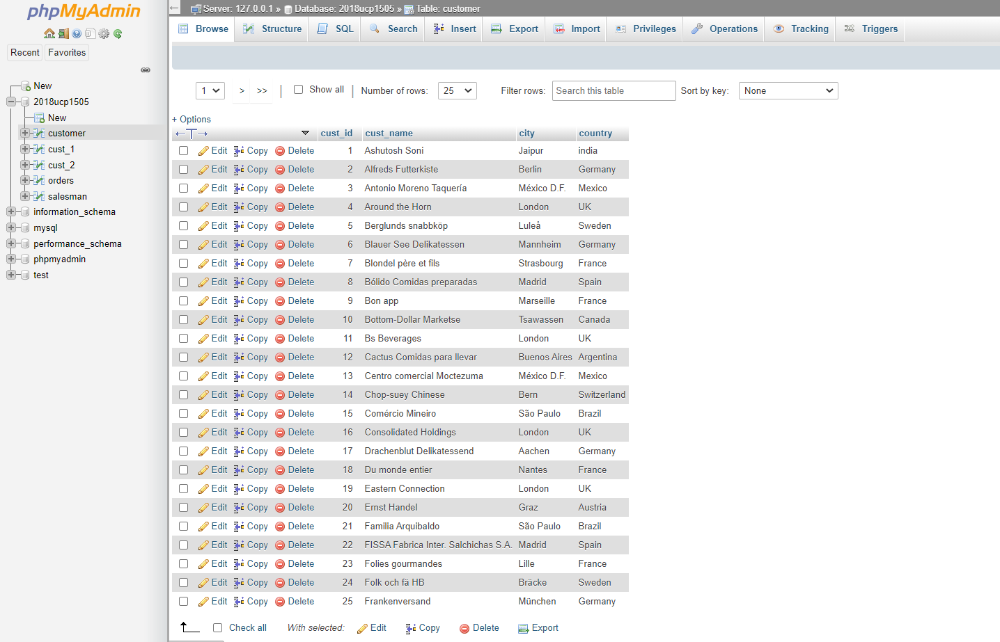 phpMyAdmin
Recent Favorites
New
2018ucp1505
New
customer
cust_1
cust_2
orders
salesman
information_schema
mysql
performance_schema
phpmyadmin
test
Server: 127.0.0.1 » Database: 2018ucp1505 » Table: customer
Browse Structure SQL Search Insert Export Import Privileges Operations Tracking Triggers
1 > >> | Show all | Number of rows: 25 Filter rows: Search this table Sort by key: None
+ Options
←T→ cust_id cust_name city country
Edit Copy Delete 1 Ashutosh Soni Jaipur india
Edit Copy Delete 2 Alfreds Futterkiste Berlin Germany
Edit Copy Delete 3 Antonio Moreno Taquería México D.F. Mexico
Edit Copy Delete 4 Around the Horn London UK
Edit Copy Delete 5 Berglunds snabbköp Luleå Sweden
Edit Copy Delete 6 Blauer See Delikatessen Mannheim Germany
Edit Copy Delete 7 Blondel père et fils Strasbourg France
Edit Copy Delete 8 Bólido Comidas preparadas Madrid Spain
Edit Copy Delete 9 Bon app Marseille France
Edit Copy Delete 10 Bottom-Dollar Marketse Tsawassen Canada
Edit Copy Delete 11 Bs Beverages London UK
Edit Copy Delete 12 Cactus Comidas para llevar Buenos Aires Argentina
Edit Copy Delete 13 Centro comercial Moctezuma México D.F. Mexico
Edit Copy Delete 14 Chop-suey Chinese Bern Switzerland
Edit Copy Delete 15 Comércio Mineiro São Paulo Brazil
Edit Copy Delete 16 Consolidated Holdings London UK
Edit Copy Delete 17 Drachenblut Delikatessend Aachen Germany
Edit Copy Delete 18 Du monde entier Nantes France
Edit Copy Delete 19 Eastern Connection London UK
Edit Copy Delete 20 Ernst Handel Graz Austria
Edit Copy Delete 21 Familia Arquibaldo São Paulo Brazil
Edit Copy Delete 22 FISSA Fabrica Inter. Salchichas S.A. Madrid Spain
Edit Copy Delete 23 Folies gourmandes Lille France
Edit Copy Delete 24 Folk och fä HB Bräcke Sweden
Edit Copy Delete 25 Frankenversand München Germany
Check all With selected: Edit Copy Delete Export